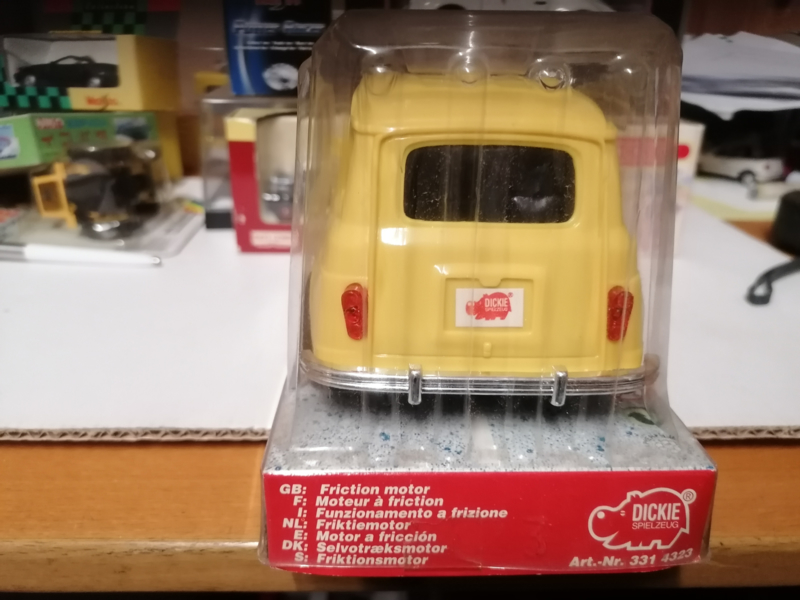 DICKIE
SPIELZEUG
GB: Friction motor
F: Moteur à friction
I: Funzionamento a frizione
NL: Friktiemotor
E: Motor a fricción
DK: Selvotræksmotor
S: Friktionsmotor
DICKIE®
SPIELZEUG
Art.-Nr. 331 4323